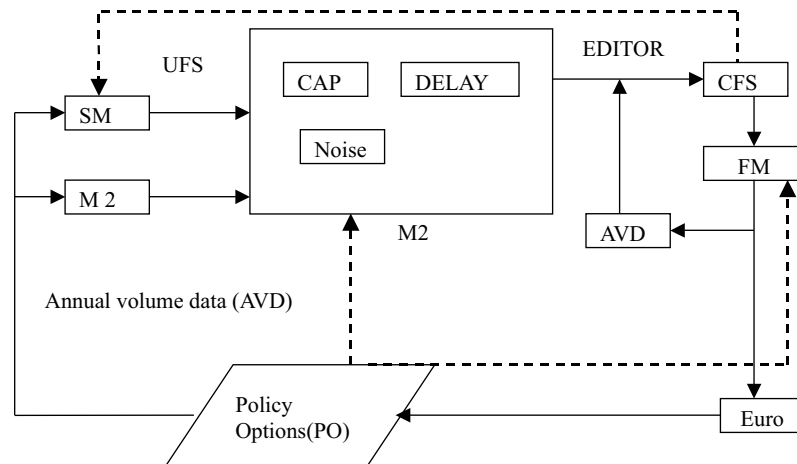 UFS
EDITOR
CAP
DELAY
CFS
SM
Noise
FM
M 2
M2
AVD
Annual volume data (AVD)
Policy
Options(PO)
Euro